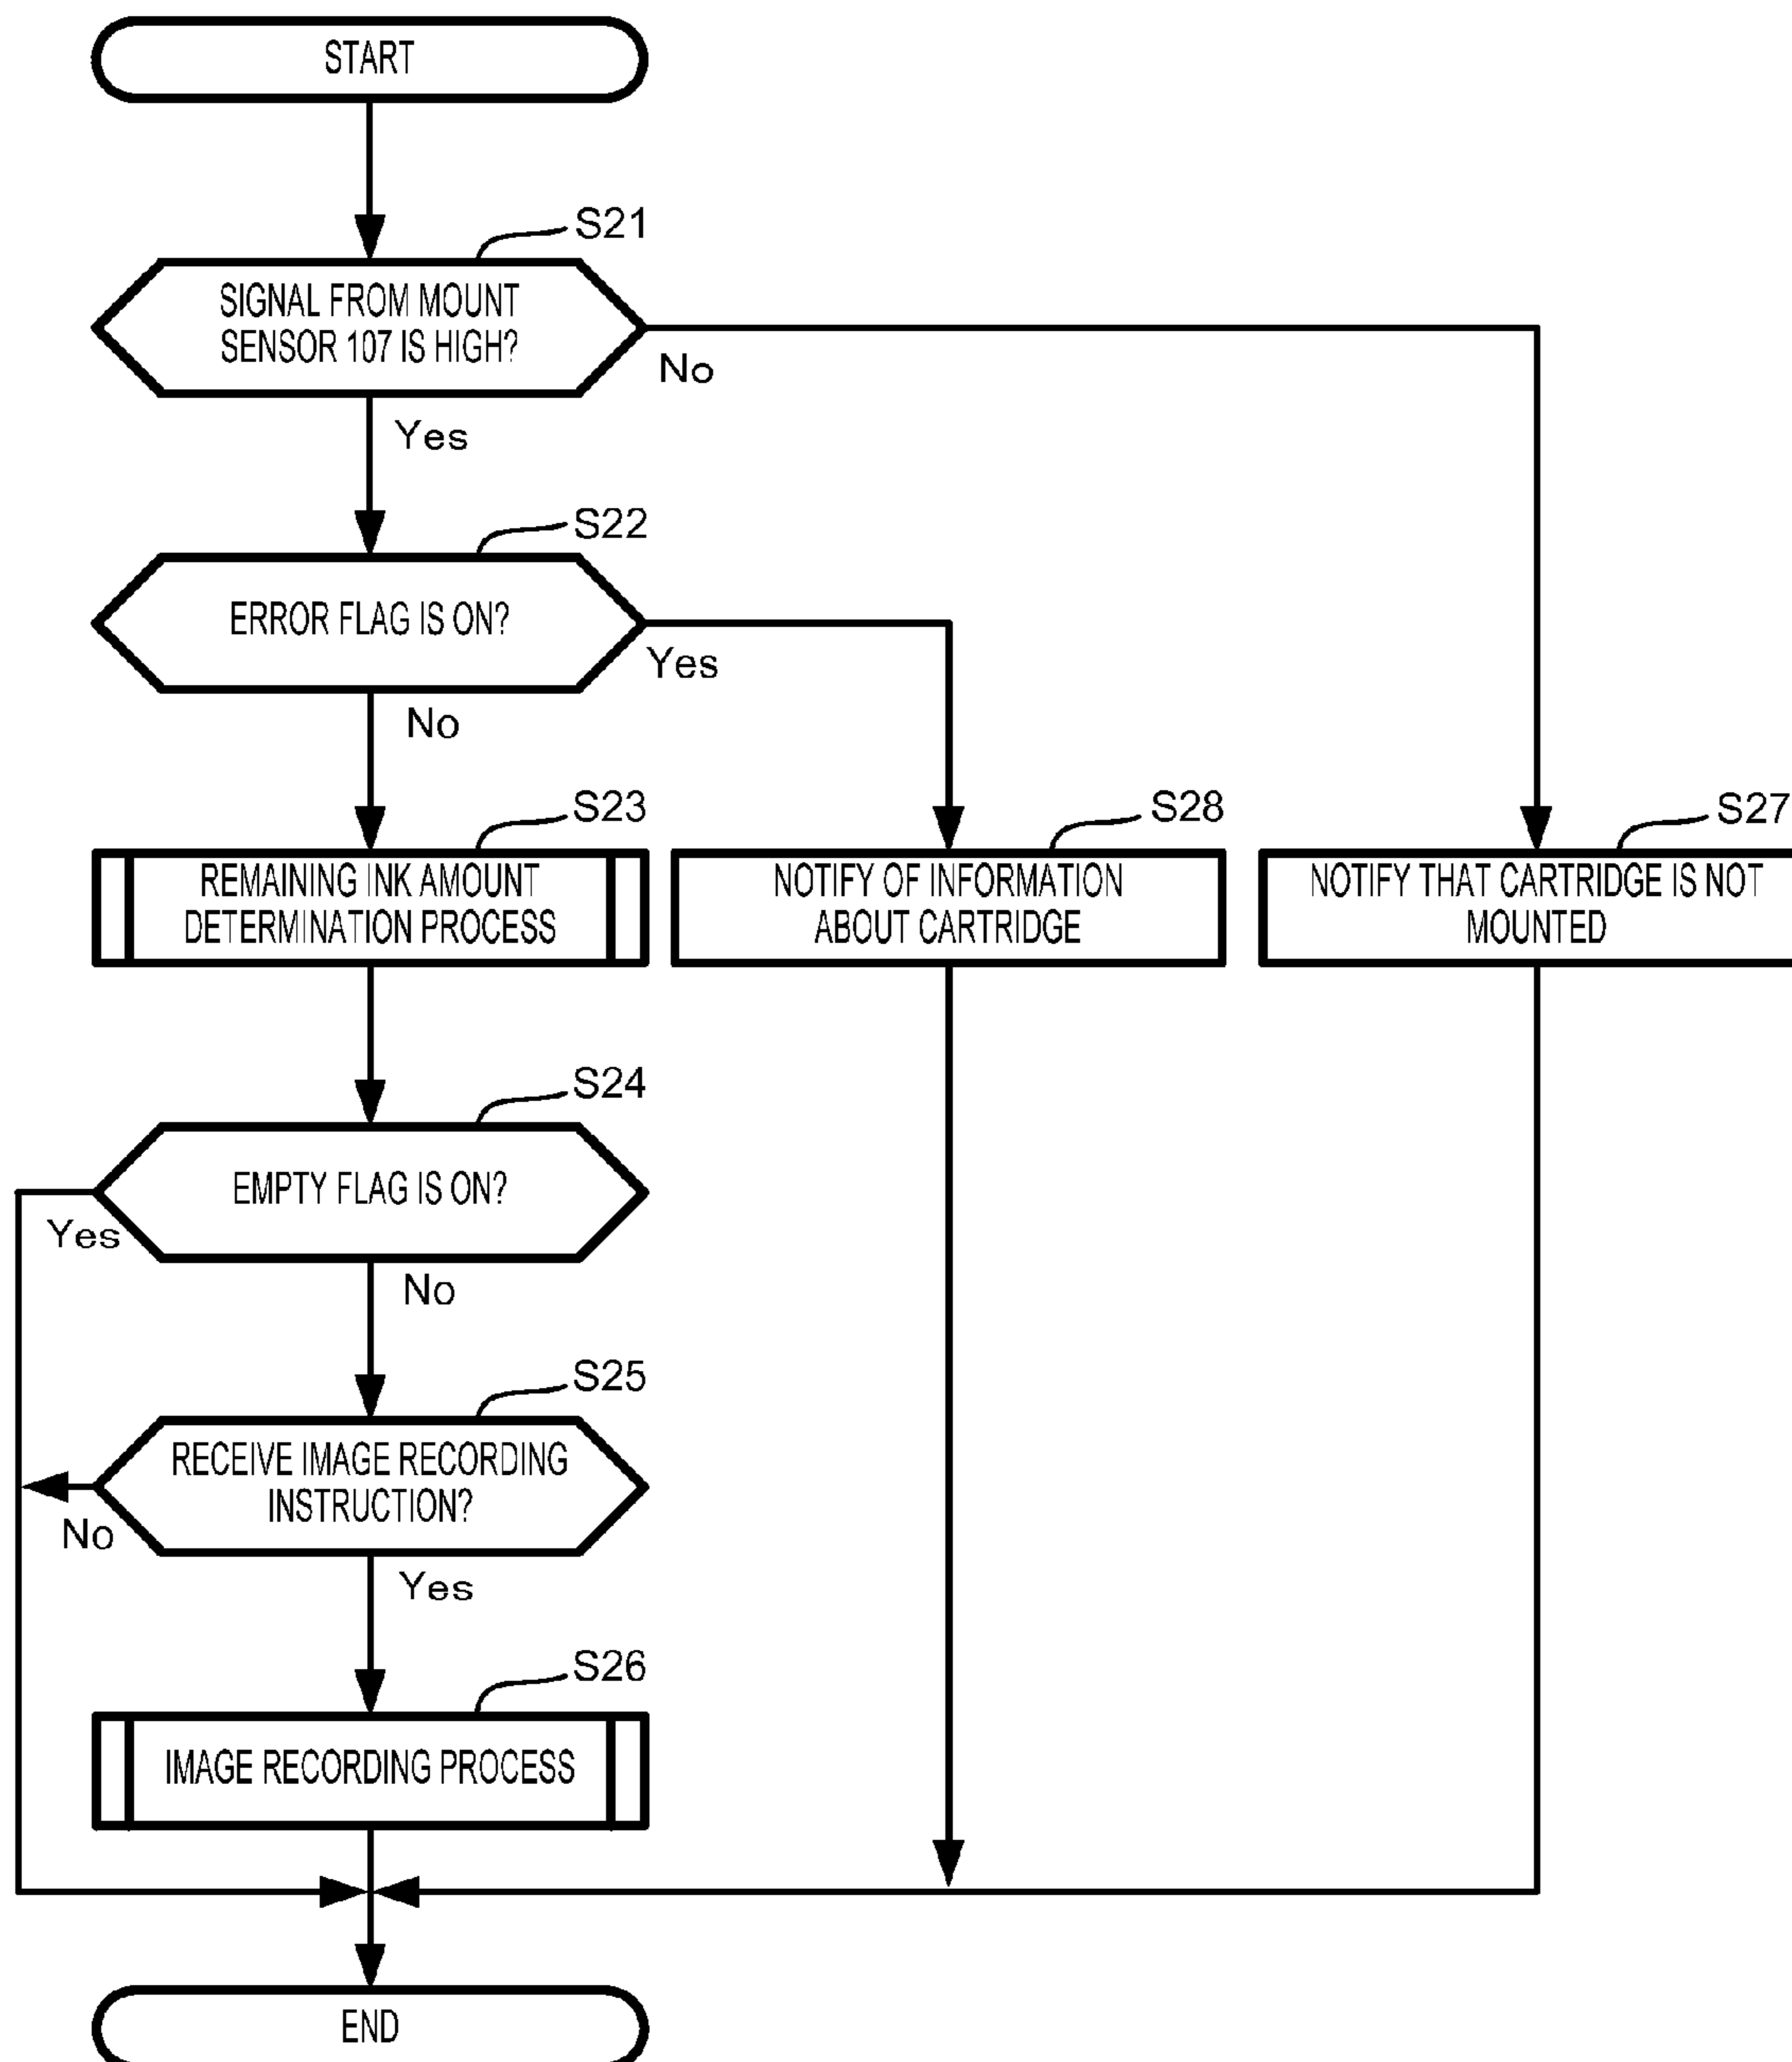 START
S21
SIGNAL FROM MOUNT
SENSOR 107 IS HIGH?
No
Yes
S22
ERROR FLAG IS ON?
Yes
No
S23
S28
S27
REMAINING INK AMOUNT
DETERMINATION PROCESS
NOTIFY OF INFORMATION
ABOUT CARTRIDGE
NOTIFY THAT CARTRIDGE IS NOT
MOUNTED
S24
EMPTY FLAG IS ON?
Yes
No
S25
RECEIVE IMAGE RECORDING
INSTRUCTION?
No
Yes
S26
IMAGE RECORDING PROCESS
END